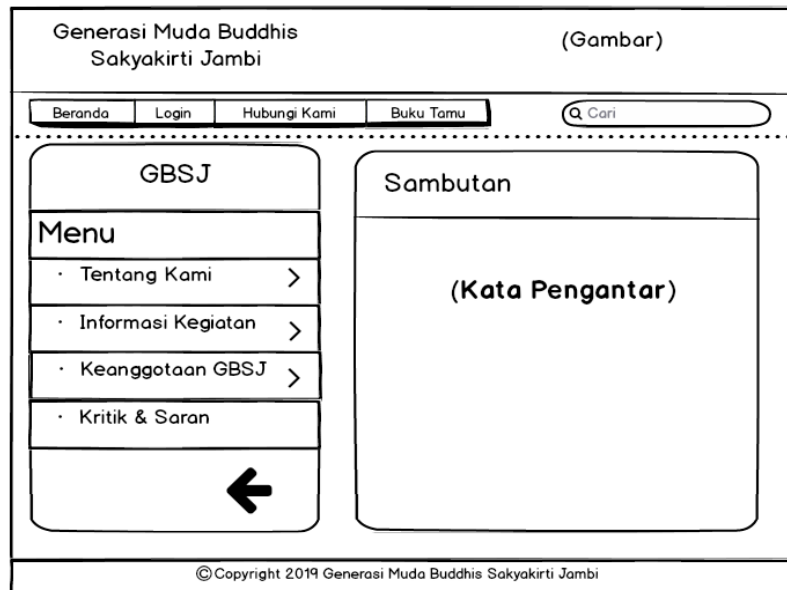 Generasi Muda Buddhis
Sakyakirti Jambi
(Gambar)
Beranda
Login
Hubungi Kami
Buku Tamu
Cari
GBSJ
Menu
· Tentang Kami
· Informasi Kegiatan
· Keanggotaan GBSJ
· Kritik & Saran
Sambutan
(Kata Pengantar)
©Copyright 2019 Generasi Muda Buddhis Sakyakirti Jambi